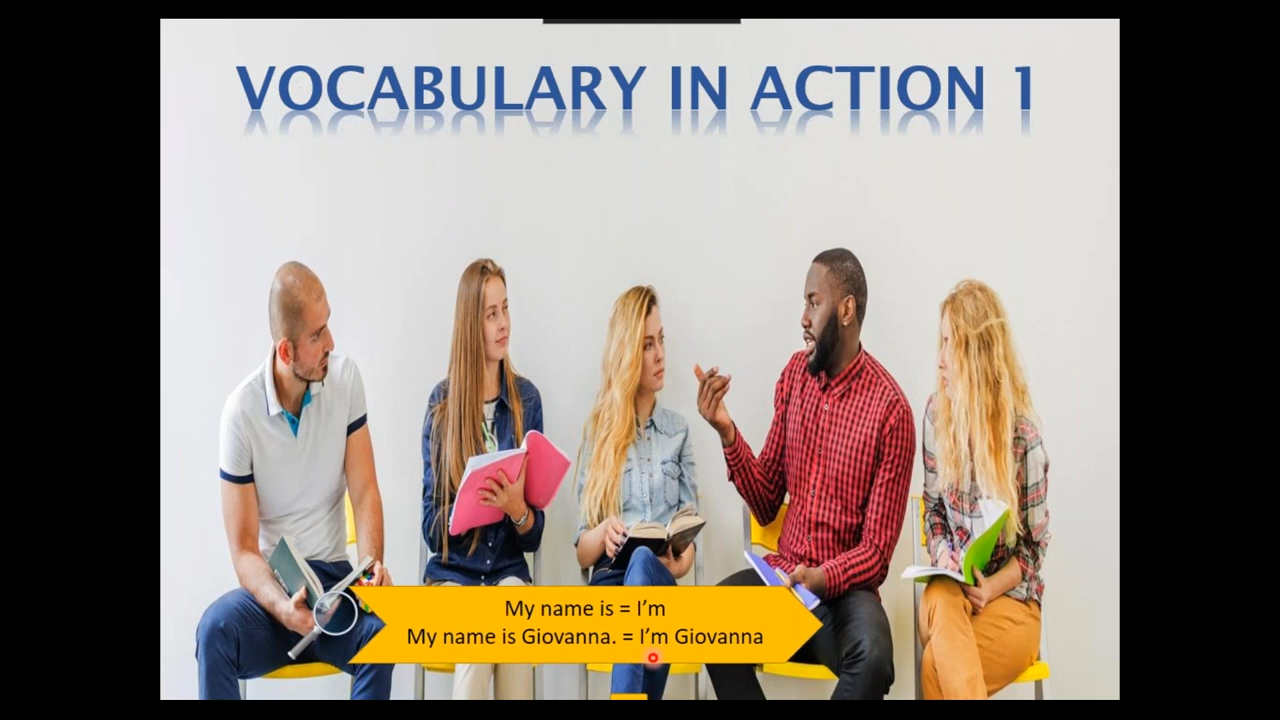 VOCABULARY IN ACTION 1
My name is = I’m
My name is Giovanna. = I’m Giovanna